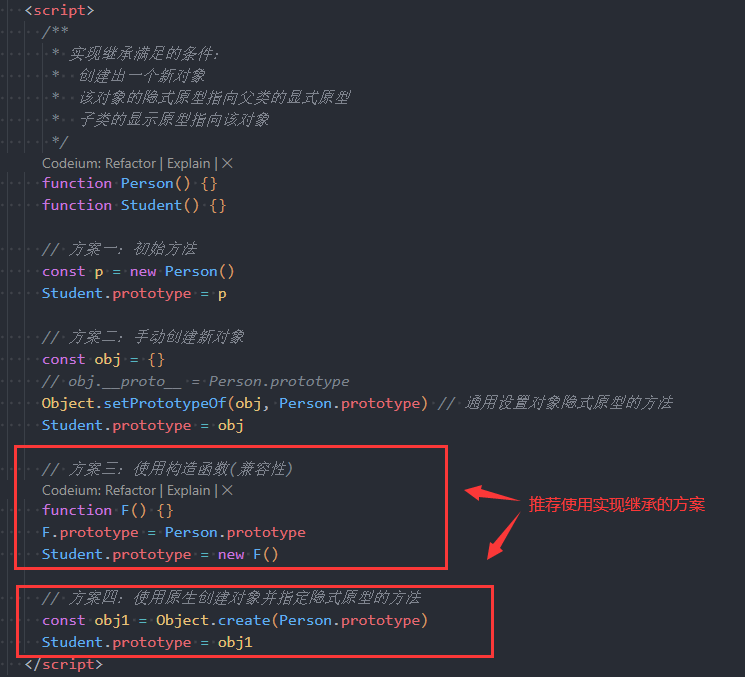 <script>
/**
* 实现继承满足的条件:
* 创建出一个新对象
* 该对象的隐式原型指向父类的显式原型
* 子类的显示原型指向该对象
*/
Codeium: Refactor | Explain | ×
function Person() {}
function Student() {}
// 方案一: 初始方法
const p = new Person()
Student.prototype = p
// 方案二: 手动创建新对象
const obj = {}
// obj.__proto__ = Person.prototype
Object.setPrototypeOf(obj, Person.prototype) // 通用设置对象隐式原型的方法
Student.prototype = obj
// 方案三: 使用构造函数(兼容性)
Codeium: Refactor | Explain | ×
function F() {}
F.prototype = Person.prototype
Student.prototype = new F()
推荐使用实现继承的方案
// 方案四: 使用原生创建对象并指定隐式原型的方法
const obj1 = Object.create(Person.prototype)
Student.prototype = obj1
</script>